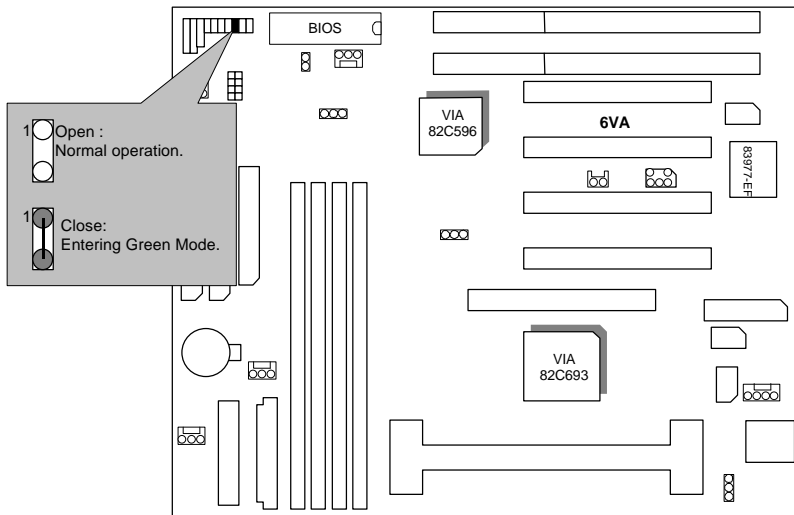 BIOS
VIA
82C596
6VA
83977-EF
1
Open :
Normal operation.
1
Close:
Entering Green Mode.
VIA
82C693